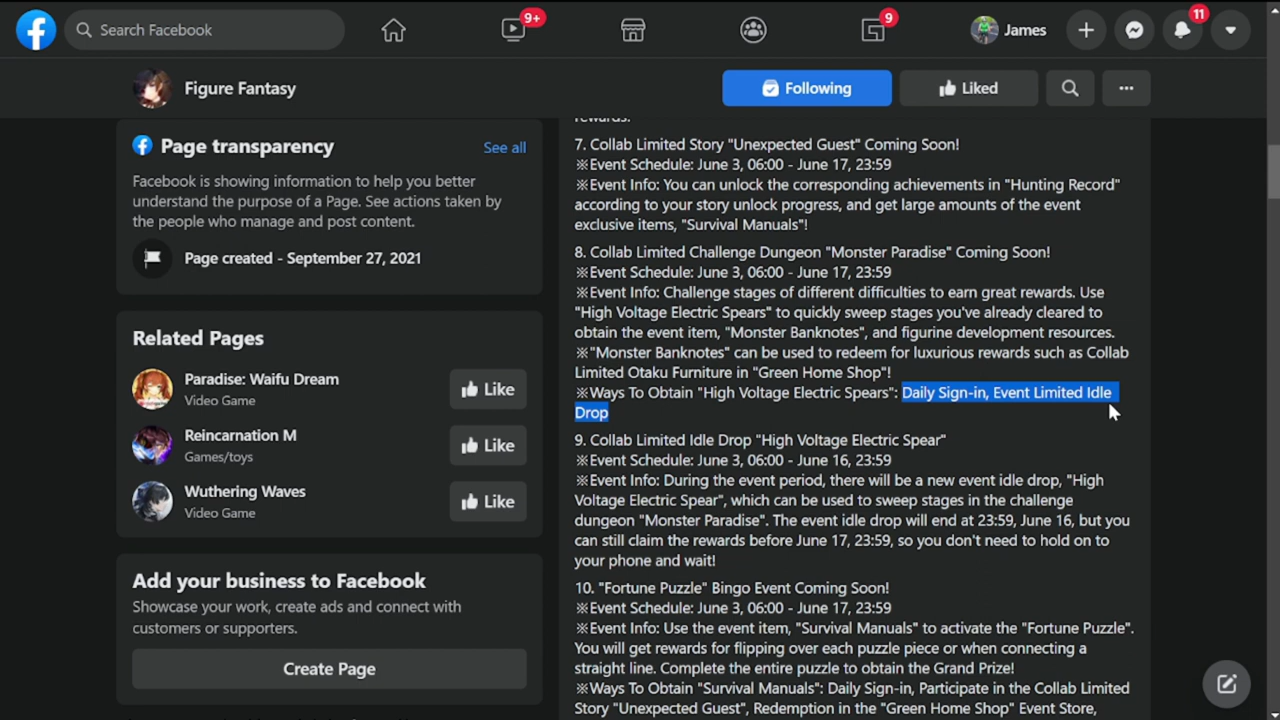 Search Facebook
9+
9
James
11
Figure Fantasy
Following
Liked
Page transparency
See all
Facebook is showing information to help you better
understand the purpose of a Page. See actions taken by
the people who manage and post content.
Page created - September 27, 2021
Related Pages
Paradise: Waifu Dream
Video Game
Like
Reincarnation M
Games/toys
Like
Wuthering Waves
Video Game
Like
Add your business to Facebook
Showcase your work, create ads and connect with
customers or supporters.
Create Page
rewards.
7. Collab Limited Story "Unexpected Guest" Coming Soon!
※Event Schedule: June 3, 06:00 - June 17, 23:59
※Event Info: You can unlock the corresponding achievements in "Hunting Record"
according to your story unlock progress, and get large amounts of the event
exclusive items, "Survival Manuals"!
8. Collab Limited Challenge Dungeon "Monster Paradise" Coming Soon!
※Event Schedule: June 3, 06:00 - June 17, 23:59
※Event Info: Challenge stages of different difficulties to earn great rewards. Use
"High Voltage Electric Spears" to quickly sweep stages you've already cleared to
obtain the event item, "Monster Banknotes", and figurine development resources.
※"Monster Banknotes" can be used to redeem for luxurious rewards such as Collab
Limited Otaku Furniture in "Green Home Shop"!
※Ways To Obtain "High Voltage Electric Spears": Daily Sign-in, Event Limited Idle
Drop
9. Collab Limited Idle Drop "High Voltage Electric Spear"
※Event Schedule: June 3, 06:00 - June 16, 23:59
※Event Info: During the event period, there will be a new event idle drop, "High
Voltage Electric Spear", which can be used to sweep stages in the challenge
dungeon "Monster Paradise". The event idle drop will end at 23:59, June 16, but you
can still claim the rewards before June 17, 23:59, so you don't need to hold on to
your phone and wait!
10. "Fortune Puzzle" Bingo Event Coming Soon!
※Event Schedule: June 3, 06:00 - June 17, 23:59
※Event Info: Use the event item, "Survival Manuals" to activate the "Fortune Puzzle".
You will get rewards for flipping over each puzzle piece or when connecting a
straight line. Complete the entire puzzle to obtain the Grand Prize!
※Ways To Obtain "Survival Manuals": Daily Sign-in, Participate in the Collab Limited
Story "Unexpected Guest", Redemption in the "Green Home Shop" Event Store,